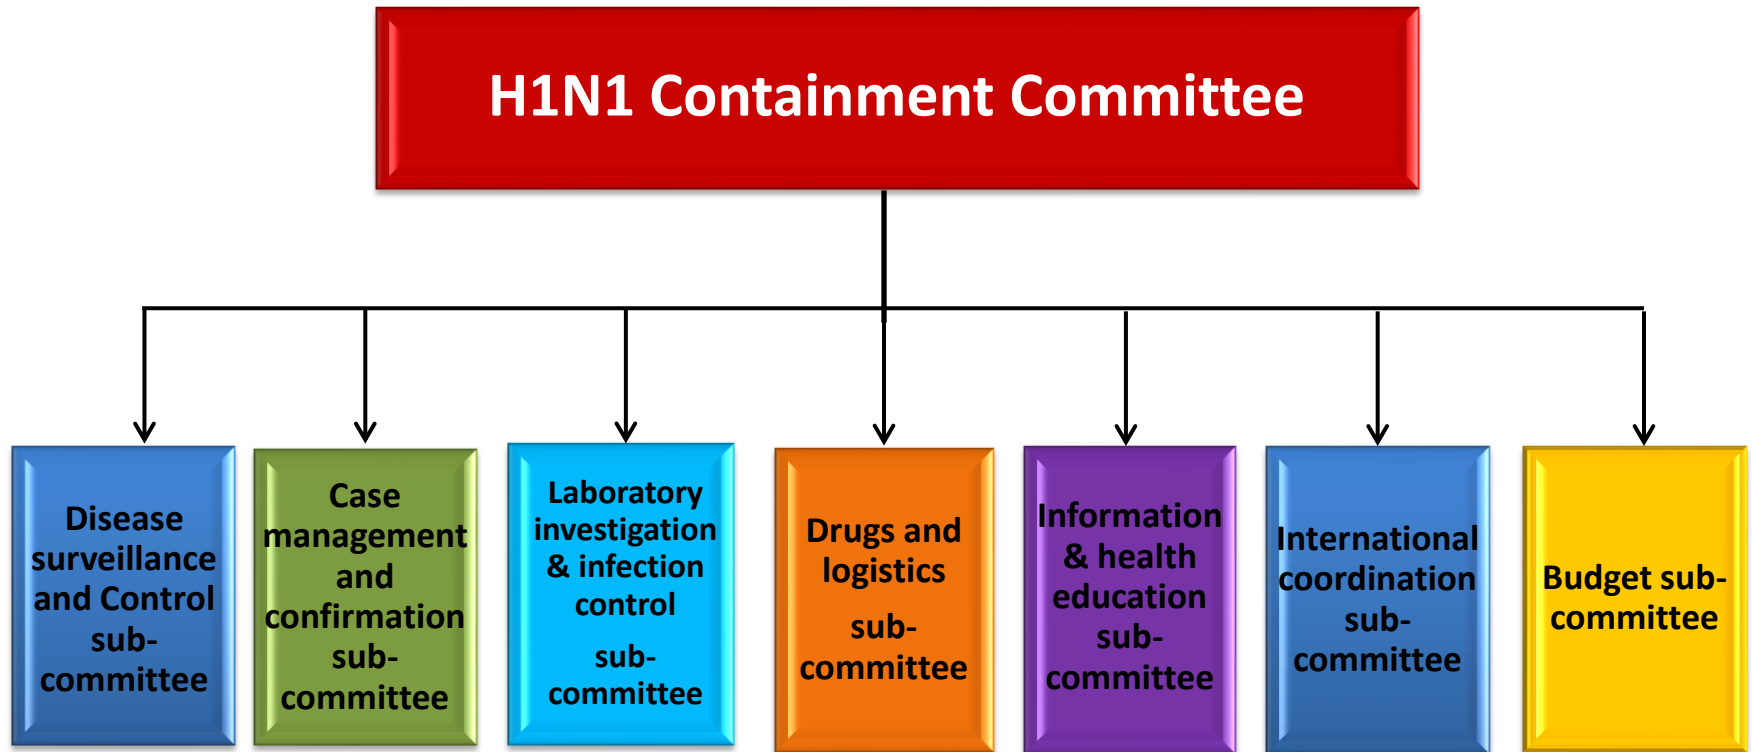 H1N1 Containment Committee
Disease
surveillance
and Control
sub-
committee
Case
management
and
confirmation
sub-
committee
Laboratory
investigation
& infection
control
sub-
committee
Drugs and
logistics
sub-
committee
Information
& health
education
sub-
committee
International
coordination
sub-
committee
Budget sub-
committee